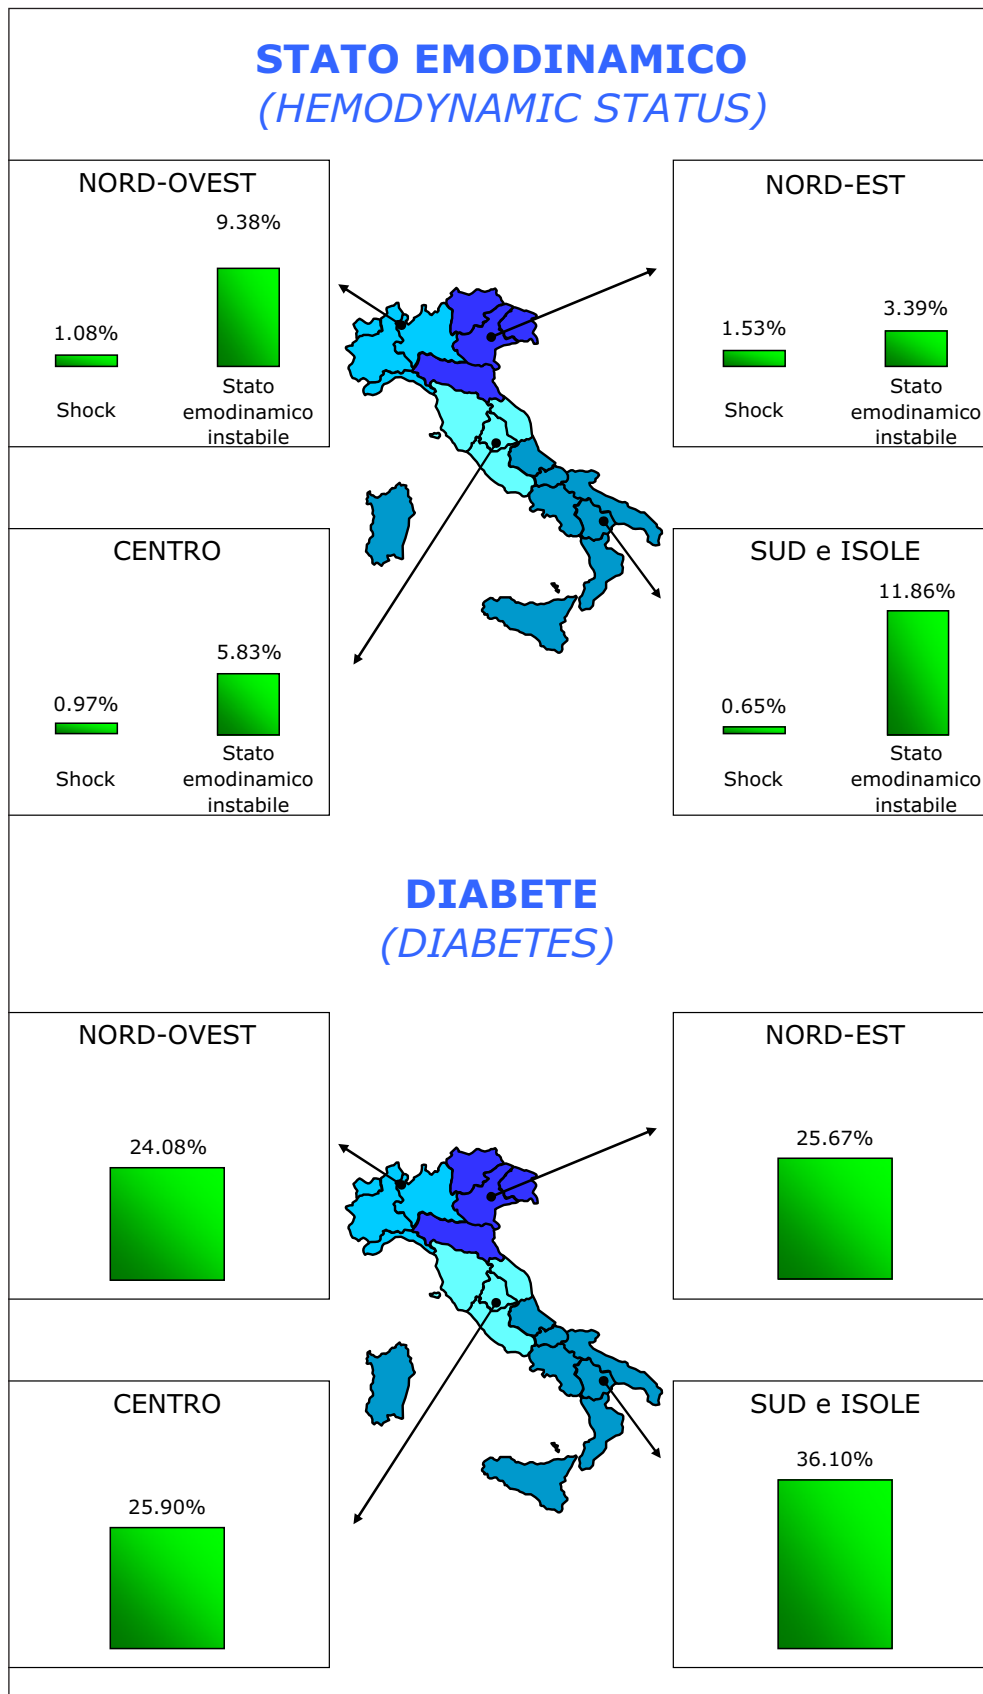 STATO EMODINAMICO
(HEMODYNAMIC STATUS)
NORD-OVEST
9.38%
1.08%
Shock
Stato
emodinamico
instabile
NORD-EST
3.39%
1.53%
Shock
Stato
emodinamico
instabile
CENTRO
5.83%
0.97%
Shock
Stato
emodinamico
instabile
SUD e ISOLE
11.86%
0.65%
Shock
Stato
emodinamico
instabile
DIABETE
(DIABETES)
NORD-OVEST
24.08%
NORD-EST
25.67%
CENTRO
25.90%
SUD e ISOLE
36.10%